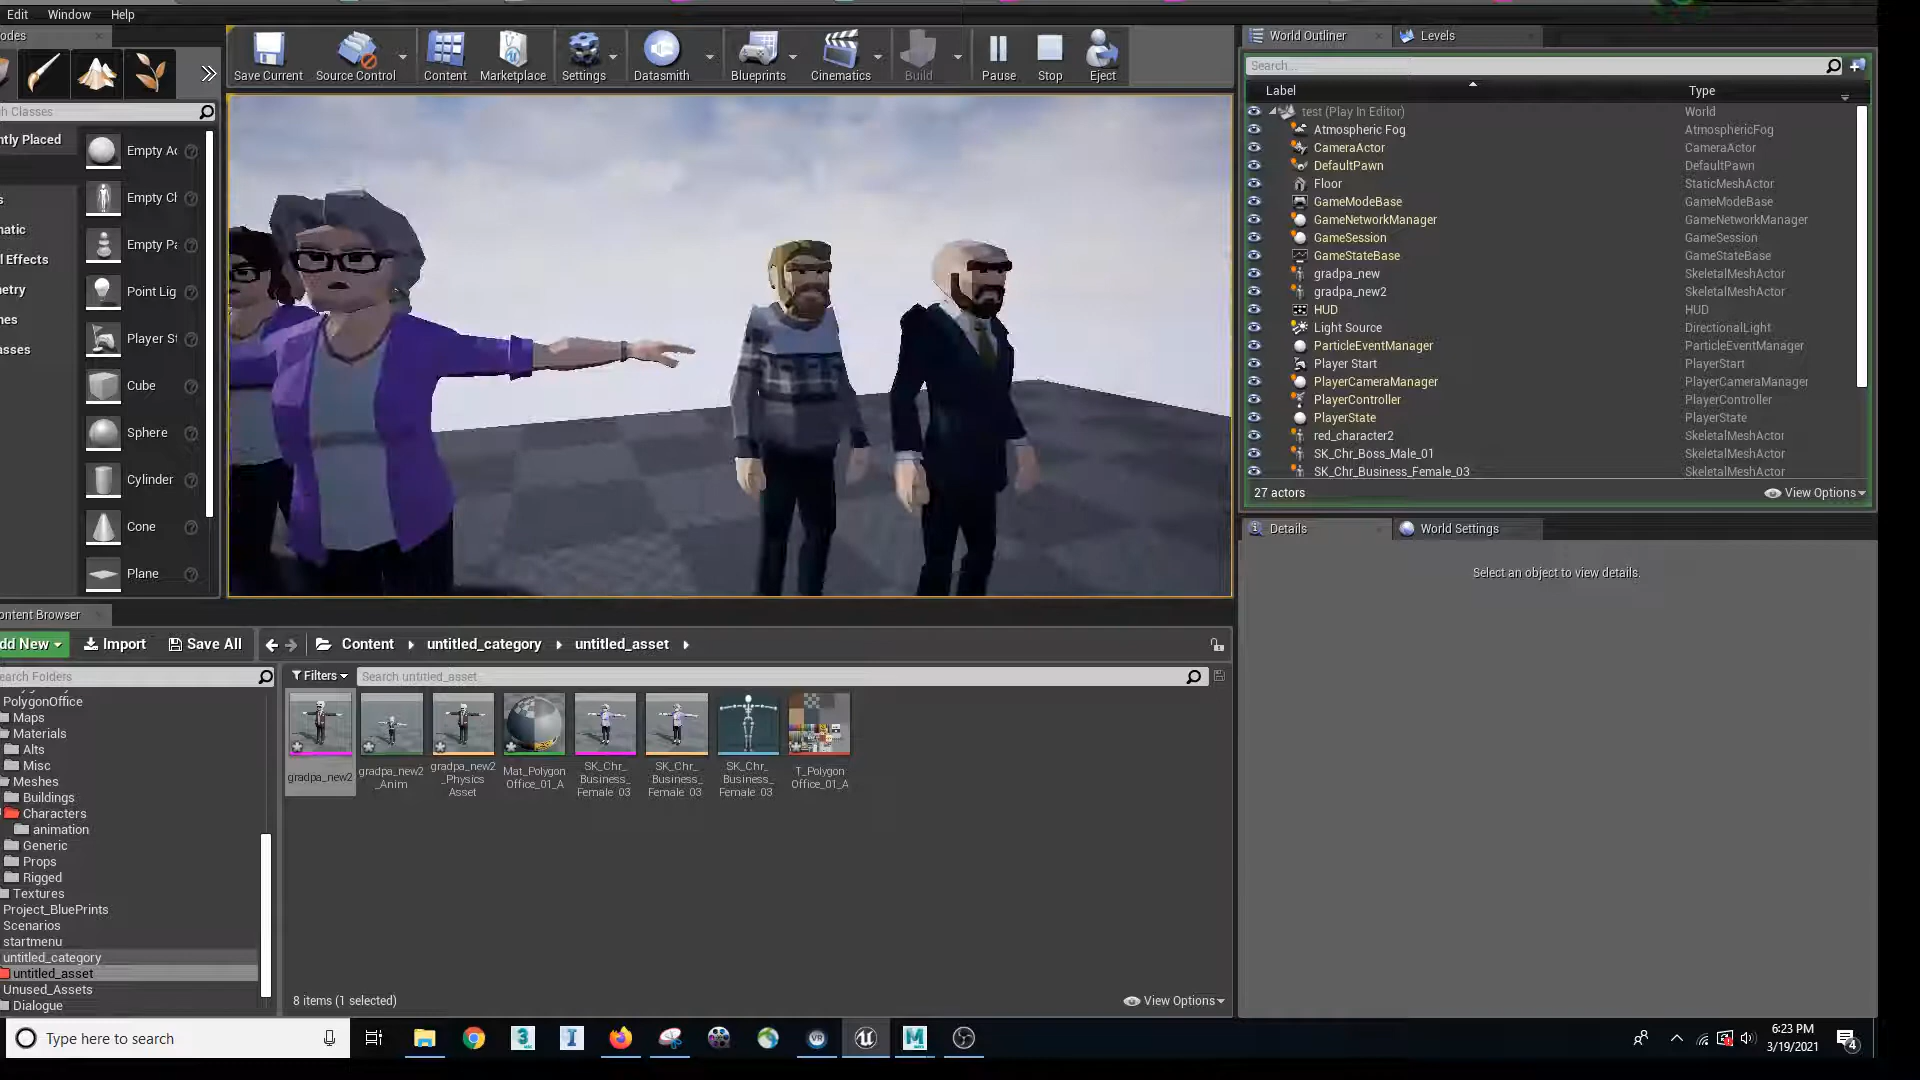 Edit Window Help
odes
Save Current
Source Control
Content
Marketplace
Settings
Datasmith
Blueprints
Cinematics
Build
Pause
Stop
Eject
ch Classes
ntly Placed
Empty Ac
Empty Ch
Empty Pa
Point Lig
Player St
Cube
Sphere
Cylinder
Cone
Plane
s
matic
l Effects
etry
nes
asses
World Outliner
Levels
Search...
Label Type
test (Play In Editor) World
Atmospheric Fog AtmosphericFog
CameraActor CameraActor
DefaultPawn DefaultPawn
Floor StaticMeshActor
GameModeBase GameModeBase
GameNetworkManager GameNetworkManager
GameSession GameSession
GameStateBase GameStateBase
gradpa_new SkeletalMeshActor
gradpa_new2 SkeletalMeshActor
HUD HUD
Light Source DirectionalLight
ParticleEventManager ParticleEventManager
Player Start PlayerStart
PlayerCameraManager PlayerCameraManager
PlayerController PlayerController
PlayerState PlayerState
red_character2 SkeletalMeshActor
SK_Chr_Boss_Male_01 SkeletalMeshActor
SK_Chr_Business_Female_03 SkeletalMeshActor
27 actors View Options
Details
World Settings
Select an object to view details.
ontent Browser
dd New Import Save All Content untitled_category untitled_asset
earch Folders
Filters Search untitled_asset
PolygonOffice
Maps
Materials
Alts
Misc
Meshes
Buildings
Characters
animation
Generic
Props
Rigged
Textures
Project_BluePrints
Scenarios
startmenu
untitled_category
untitled_asset
Unused_Assets
Dialogue
gradpa_new2
gradpa_new2
_Anim
gradpa_new2
_Physics
Asset
Mat_Polygon
Office_01_A
SK_Chr_
Business_
Female_03
SK_Chr_
Business_
Female_03
SK_Chr_
Business_
Female_03
T_Polygon
Office_01_A
8 items (1 selected) View Options
Type here to search
6:23 PM
3/19/2021
4